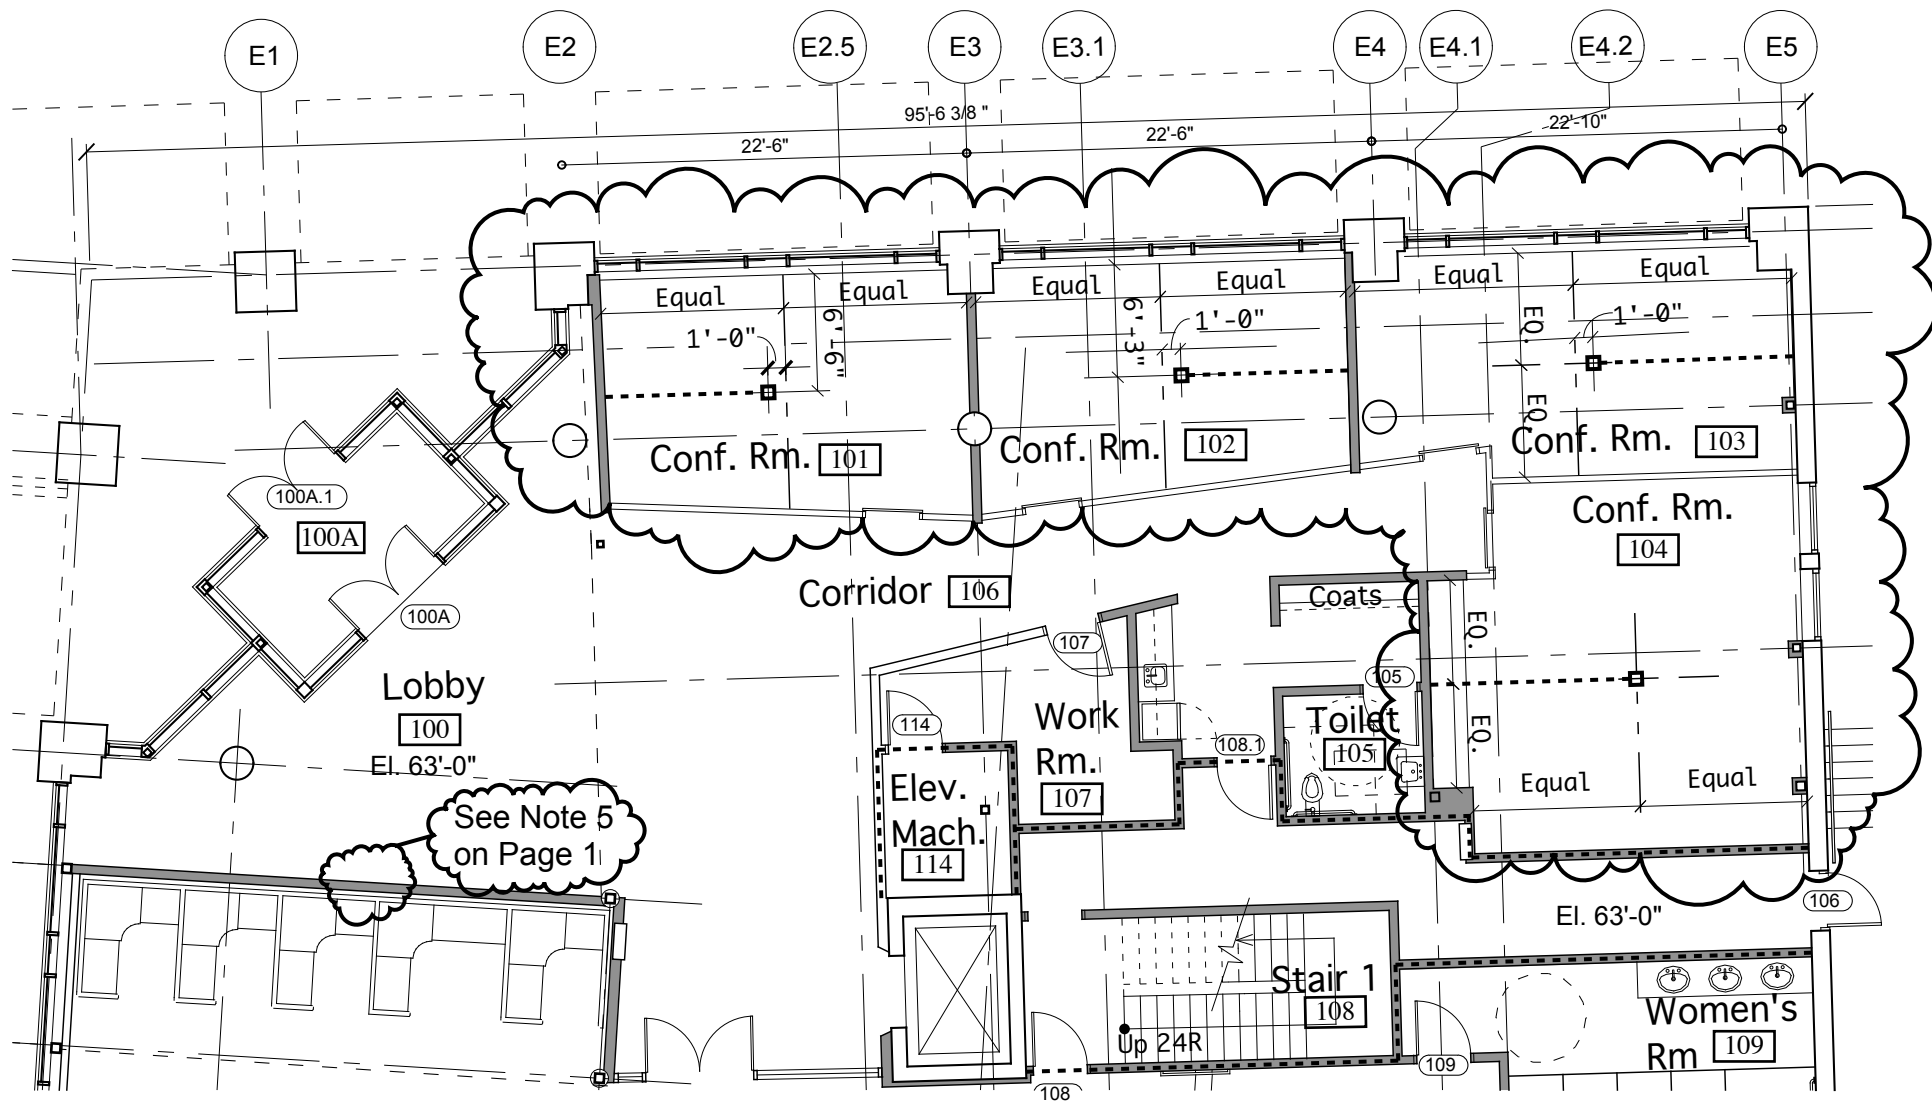 E1
E2
E2.5
E3
E3.1
E4
E4.1
E4.2
E5
95'-6 3/8 "
22'-6"
22'-6"
22'-10"
Equal
Equal
Equal
Equal
Equal
Equal
1'-0"
6'-6"
6'-3"
1'-0"
EQ.
1'-0"
EQ.
Conf. Rm.
101
Conf. Rm.
102
Conf. Rm.
103
100A.1
100A
100A
Conf. Rm.
104
Corridor
106
Coats
107
EQ.
105
Lobby
100
El. 63'-0"
114
Work
Rm.
107
108.1
Toilet
105
EQ.
Equal
Equal
Elev.
Mach.
114
See Note 5
on Page 1
El. 63'-0"
106
Stair 1
108
Up 24R
Women's
Rm
109
109
108